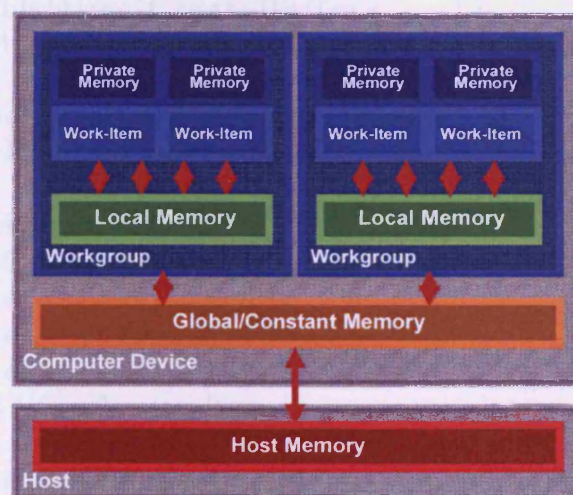 Private Memory Private Memory Private Memory Private Memory
Work-Item Work-Item Work-Item Work-Item
Local Memory Local Memory
Workgroup Workgroup
Global/Constant Memory
Computer Device
Host Memory
Host